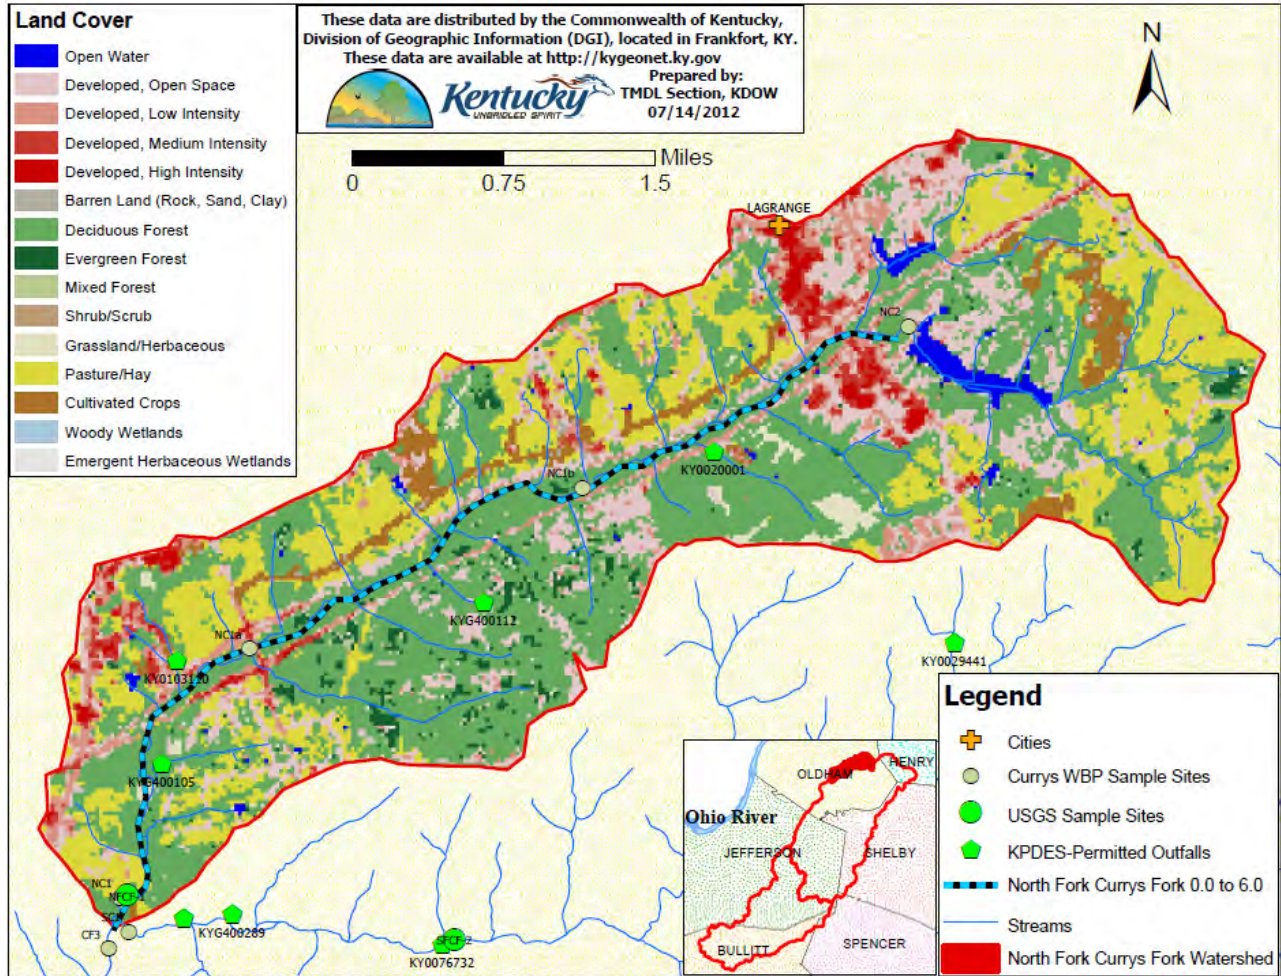 Land Cover
Open Water
Developed, Open Space
Developed, Low Intensity
Developed, Medium Intensity
Developed, High Intensity
Barren Land (Rock, Sand, Clay)
Deciduous Forest
Evergreen Forest
Mixed Forest
Shrub/Scrub
Grassland/Herbaceous
Pasture/Hay
Cultivated Crops
Woody Wetlands
Emergent Herbaceous Wetlands
These data are distributed by the Commonwealth of Kentucky,
Division of Geographic Information (DGI), located in Frankfort, KY.
These data are available at http://kygeonet.ky.gov
Prepared by:
TMDL Section, KDOW
07/14/2012
Kentucky
UNBRIDLED SPIRIT
N
Miles
0 0.75 1.5
LAGRANGE
NC2
KY0020001
NC1b
KYG400112
NC1a
KY0103110
KY0029441
KYG400105
NC1
NFCF-1
CF3
KYG400289
SFCF-2
KY0076732
OLDHAM
HENRY
Ohio River
JEFFERSON
SHELBY
BULLITT
SPENCER
Legend
Cities
Currys WBP Sample Sites
USGS Sample Sites
KPDES-Permitted Outfalls
North Fork Currys Fork 0.0 to 6.0
Streams
North Fork Currys Fork Watershed